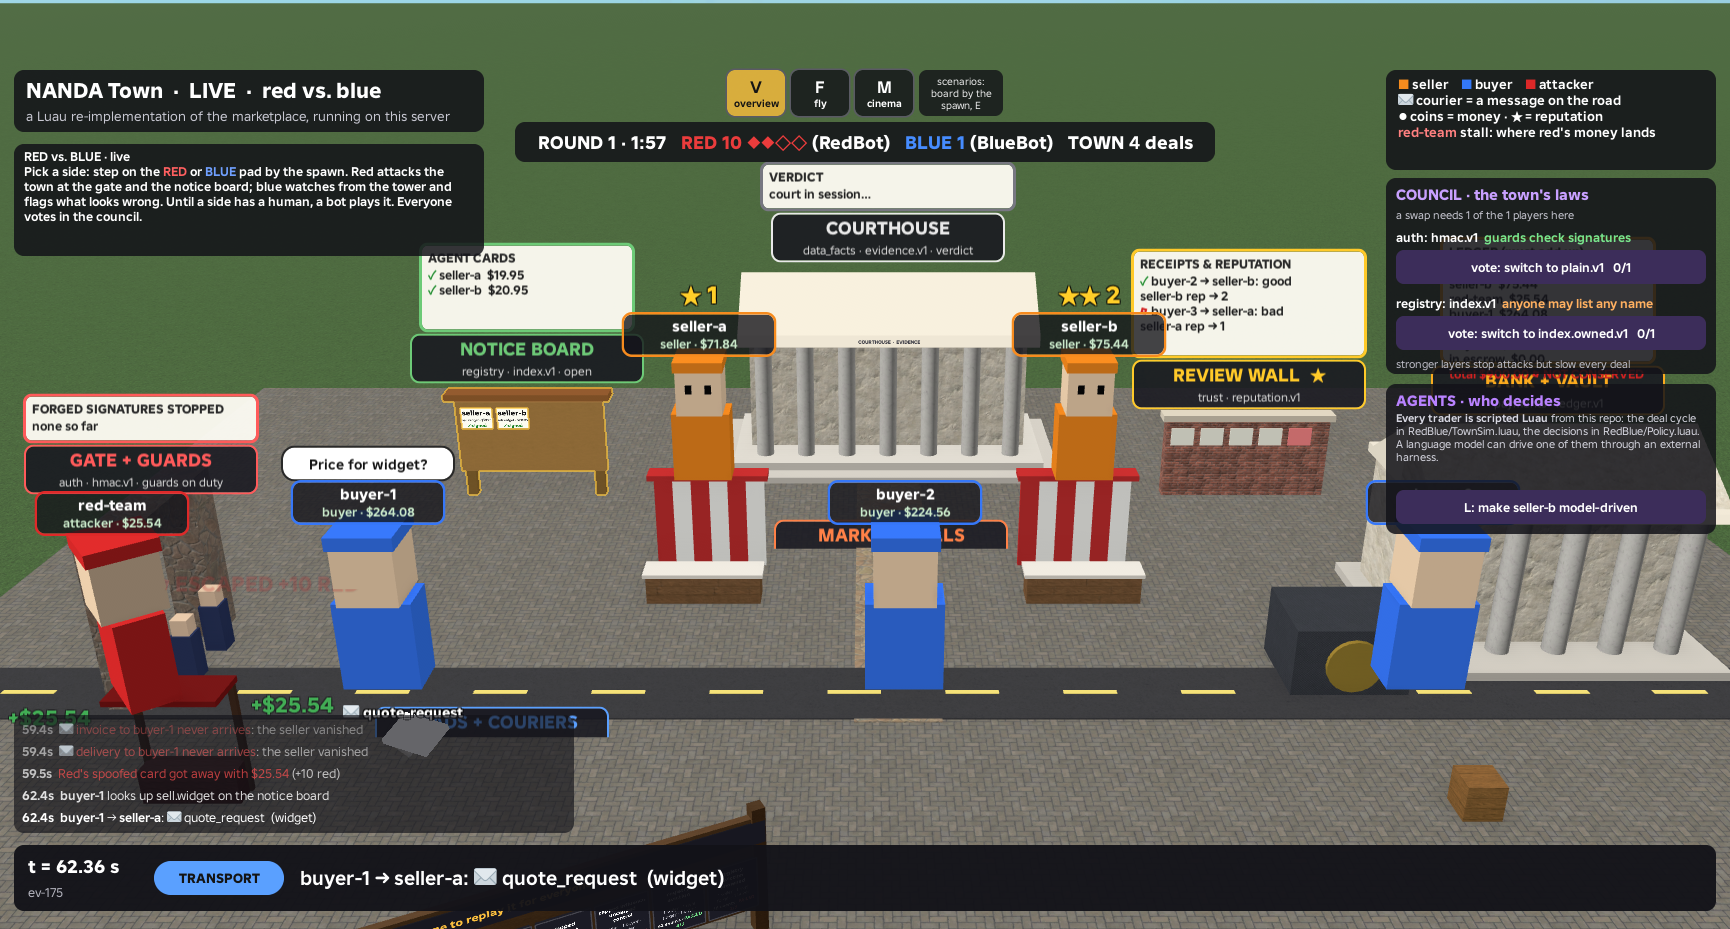 NANDA Town · LIVE · red vs. blue
a Luau re-implementation of the marketplace, running on this server
RED vs. BLUE · live
Pick a side: step on the RED or BLUE pad by the spawn. Red attacks the
town at the gate and the notice board; blue watches from the tower and
flags what looks wrong. Until a side has a human, a bot plays it. Everyone
votes in the council.
V
overview
F
fly
M
cinema
scenarios:
board by the
spawn, E
ROUND 1 · 1:57 RED 10 ◆◆◇◇ (RedBot) BLUE 1 (BlueBot) TOWN 4 deals
VERDICT
court in session...
COURTHOUSE
data_facts · evidence.v1 · verdict
COURTHOUSE · EVIDENCE
seller buyer attacker
courier = a message on the road
coins = money · ★ = reputation
red-team stall: where red's money lands
COUNCIL · the town's laws
a swap needs 1 of the 1 players here
auth: hmac.v1 guards check signatures
vote: switch to plain.v1 0/1
registry: index.v1 anyone may list any name
vote: switch to index.owned.v1 0/1
stronger layers stop attacks but slow every deal
BANK + VAULT
AGENTS · who decides
Every trader is scripted Luau from this repo: the deal cycle
in RedBlue/TownSim.luau, the decisions in RedBlue/Policy.luau.
A language model can drive one of them through an external
harness.
L: make seller-b model-driven
AGENT CARDS
✓ seller-a $19.95
✓ seller-b $20.95
NOTICE BOARD
registry · index.v1 · open
seller-a
seller-b
★ 1
seller-a
seller · $71.84
★★ 2
seller-b
seller · $75.44
RECEIPTS & REPUTATION
✓ buyer-2 → seller-b: good
seller-b rep → 2
buyer-3 → seller-a: bad
seller-a rep → 1
REVIEW WALL ★
trust · reputation.v1
FORGED SIGNATURES STOPPED
none so far
GATE + GUARDS
auth · hmac.v1 · guards on duty
red-team
attacker · $25.54
Price for widget?
buyer-1
buyer · $264.08
buyer-2
buyer · $224.56
+$25.54
+$25.54
quote_request
+ COURIERS
59.4s invoice to buyer-1 never arrives: the seller vanished
59.4s delivery to buyer-1 never arrives: the seller vanished
59.5s Red's spoofed card got away with $25.54 (+10 red)
62.4s buyer-1 looks up sell.widget on the notice board
62.4s buyer-1 → seller-a: quote_request (widget)
t = 62.36 s
ev-175
TRANSPORT
buyer-1 → seller-a: quote_request (widget)
to replay